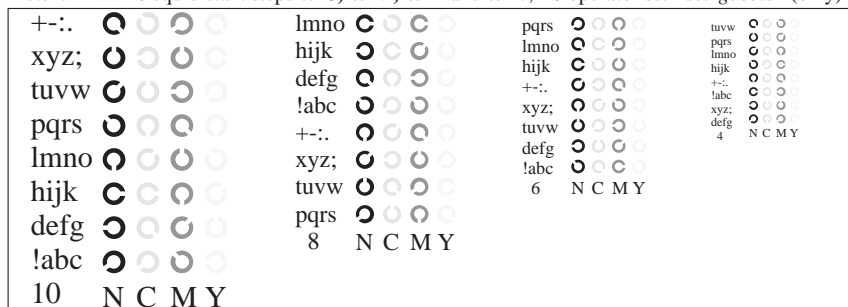 +-:.
xyz;
tuvw
pqrs
lmno
hijk
defg
!abc
10 N C M Y
lmno
hijk
defg
!abc
+-:.
xyz;
tuvw
pqrs
8 N C M Y
pqrs
lmno
hijk
+-:.
xyz;
tuvw
defg
!abc
6 N C M Y
tuvw
pqrs
lmno
hijk
+-:.
!abc
xyz;
defg
4 N C M Y